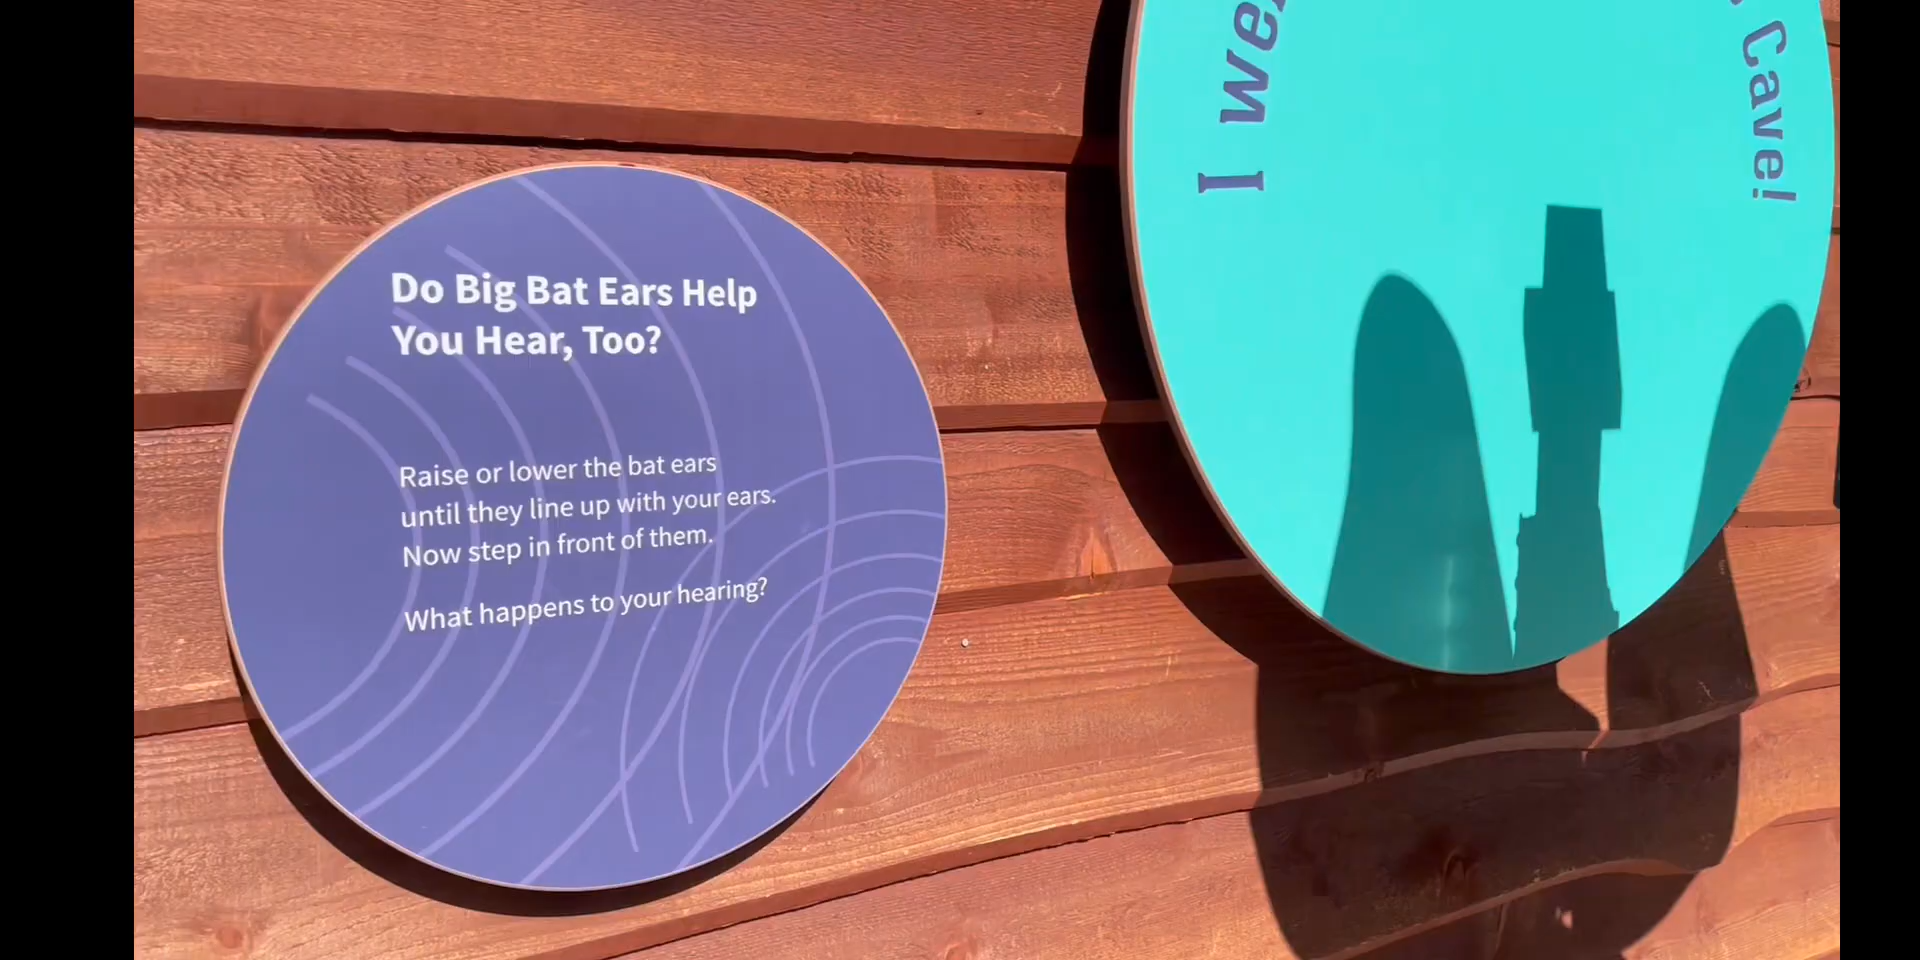 Do Big Bat Ears Help
You Hear, Too?
Raise or lower the bat ears
until they line up with your ears.
Now step in front of them.
What happens to your hearing?
I
Cave!